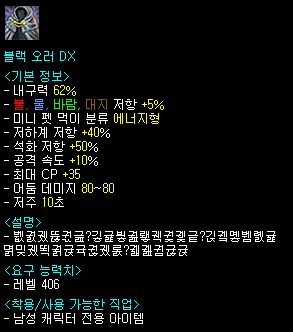 블랙 오러 DX
<기본 정보>
- 내구력 62%
- 불, 물, 바람, 대지 저항 +5%
- 미니 펫 먹이 분류 에너지형
- 저하계 저항 +40%
- 석화 저항 +50%
- 공격 속도 +10%
- 최대 CP +35
- 어둠 데미지 80~80
- 저주 10초
<설명>
<요구 능력치>
- 레벨 406
<착용/사용 가능한 직업>
- 남성 캐릭터 전용 아이템